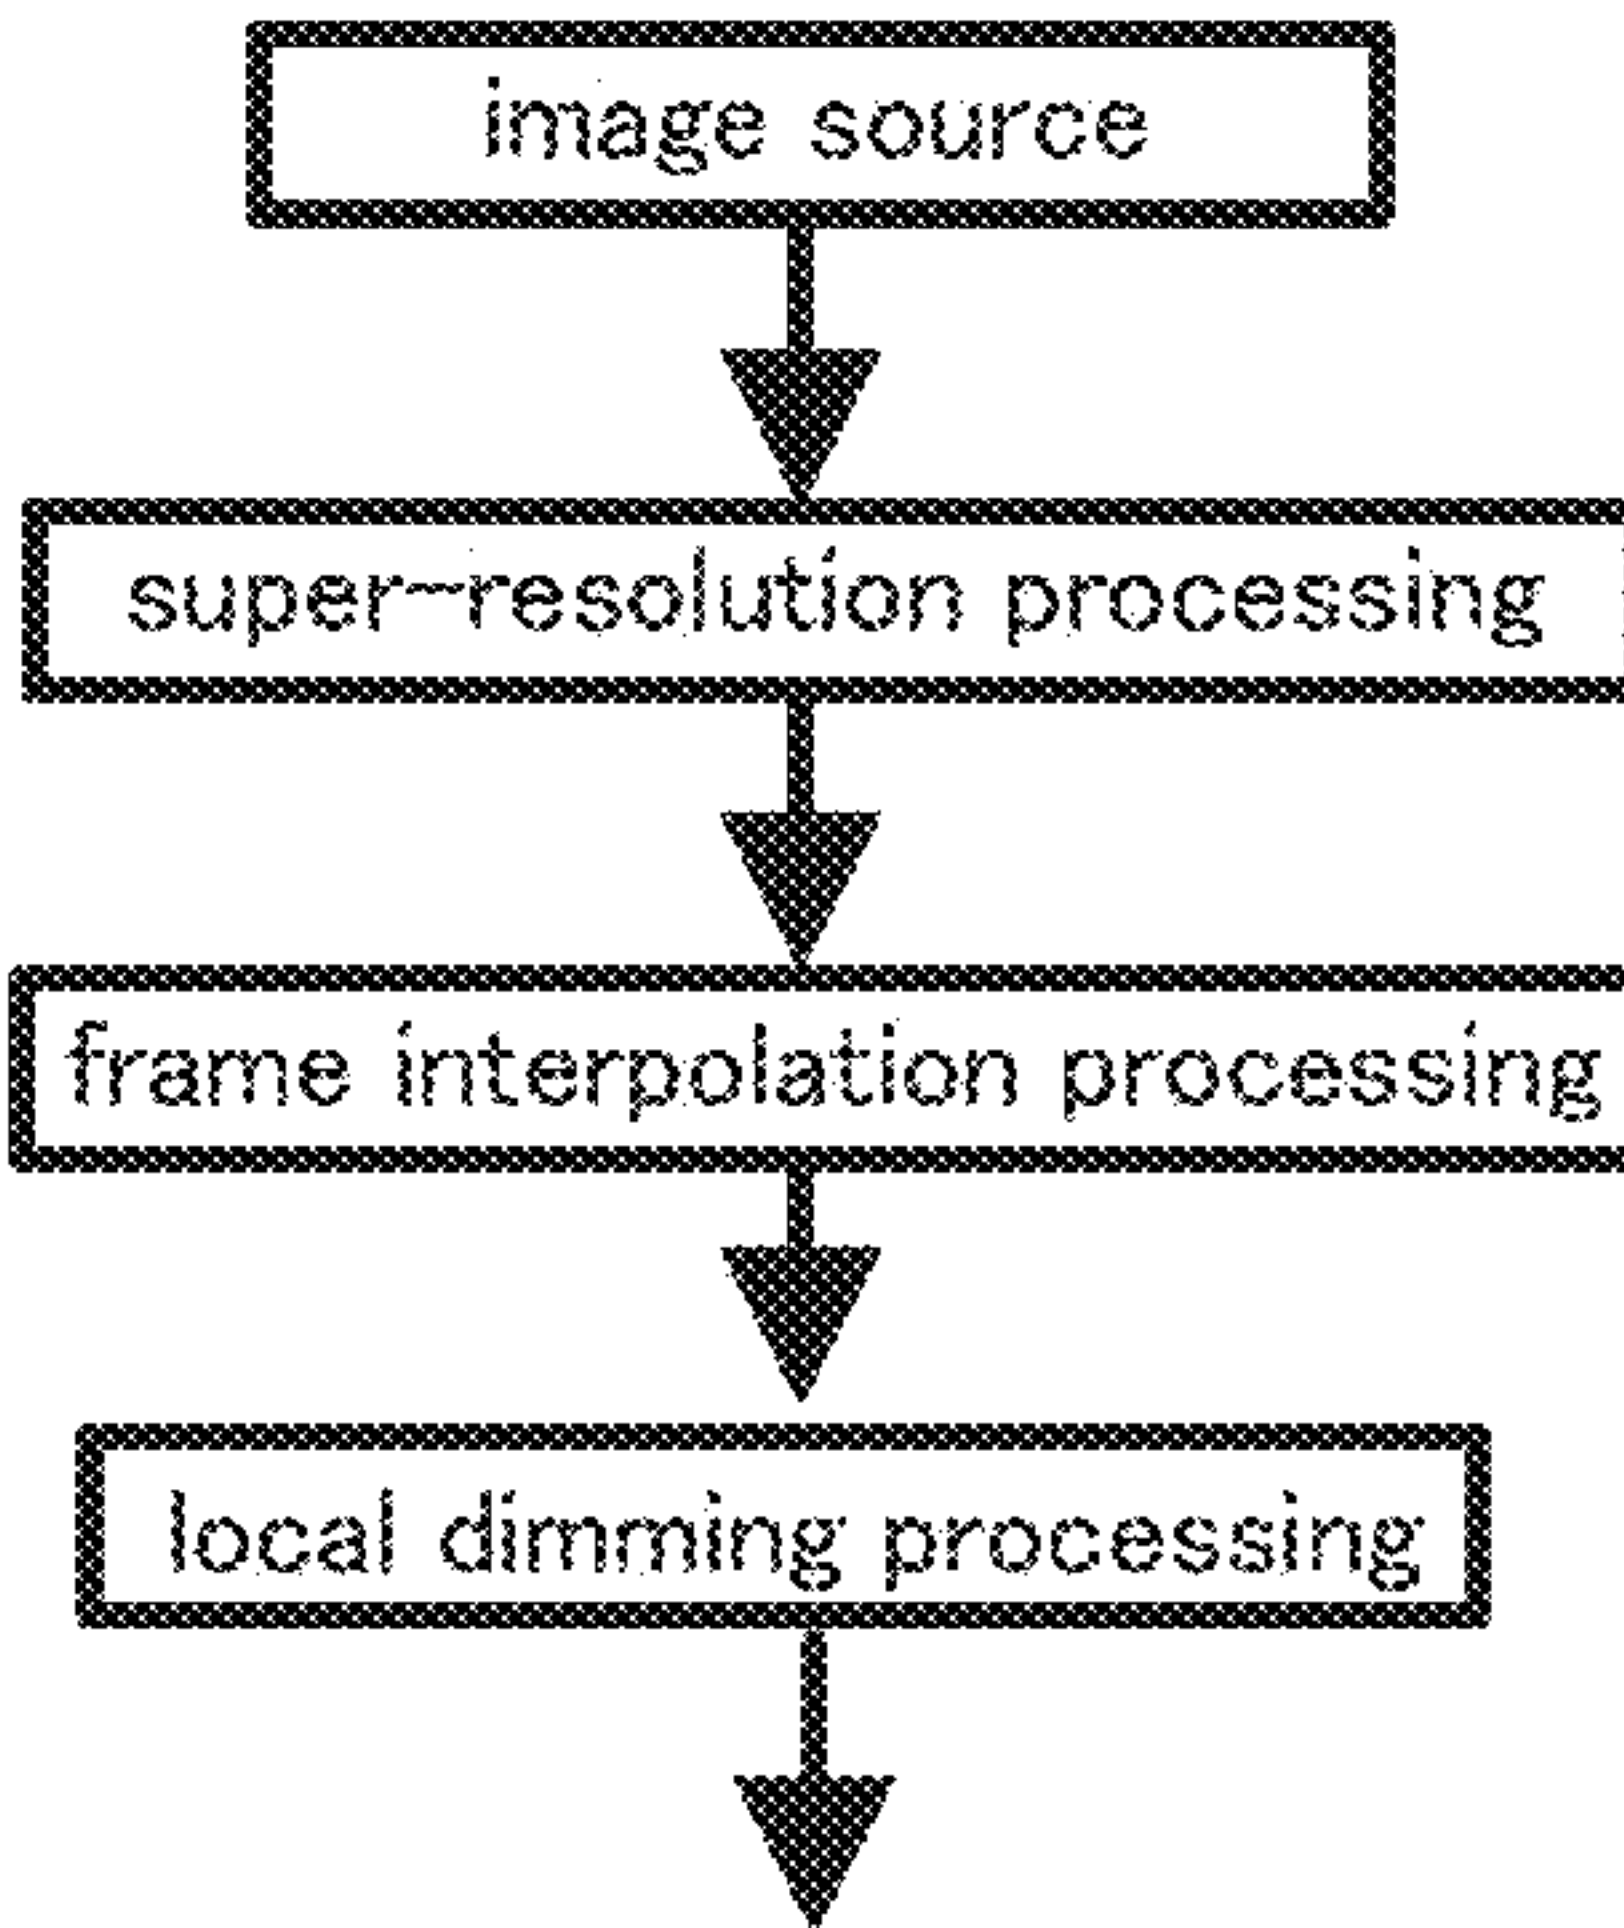 image source
super-resolution processing
frame interpolation processing
local dimming processing